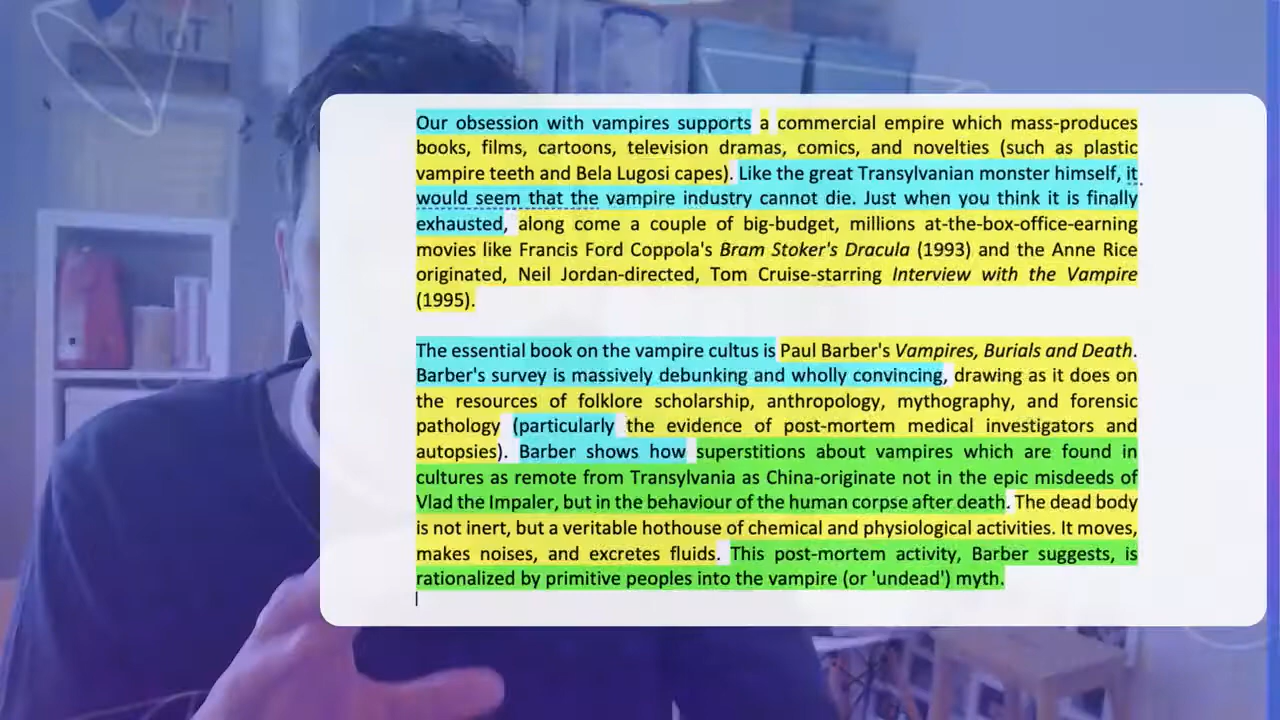 Our obsession with vampires supports a commercial empire which mass-produces
books, films, cartoons, television dramas, comics, and novelties (such as plastic
vampire teeth and Bela Lugosi capes). Like the great Transylvanian monster himself, it
would seem that the vampire industry cannot die. Just when you think it is finally
exhausted, along come a couple of big-budget, millions at-the-box-office-earning
movies like Francis Ford Coppola's Bram Stoker's Dracula (1993) and the Anne Rice
originated, Neil Jordan-directed, Tom Cruise-starring Interview with the Vampire
(1995).
The essential book on the vampire cultus is Paul Barber's Vampires, Burials and Death.
Barber's survey is massively debunking and wholly convincing, drawing as it does on
the resources of folklore scholarship, anthropology, mythography, and forensic
pathology (particularly the evidence of post-mortem medical investigators and
autopsies). Barber shows how superstitions about vampires which are found in
cultures as remote from Transylvania as China-originate not in the epic misdeeds of
Vlad the Impaler, but in the behaviour of the human corpse after death. The dead body
is not inert, but a veritable hothouse of chemical and physiological activities. It moves,
makes noises, and excretes fluids. This post-mortem activity, Barber suggests, is
rationalized by primitive peoples into the vampire (or 'undead') myth.